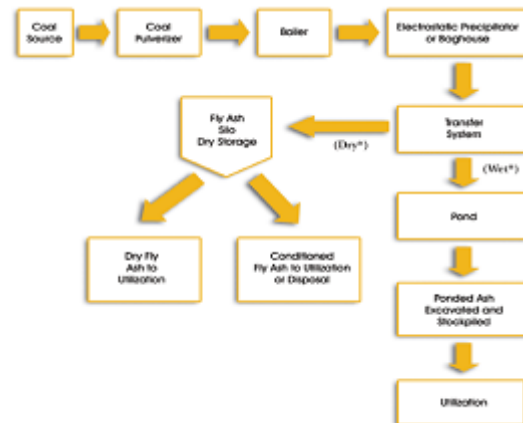 Coal
Source
Coal
Pulverizer
Boiler
Electrostatic Precipitator
or Baghouse
Fly Ash
Silo
Dry Storage
(Dry*)
Transfer
System
(Wet*)
Pond
Dry Fly
Ash to
Utilization
Conditioned
Fly Ash to Utilization
or Disposal
Ponded Ash
Excavated and
Stockpiled
Utilization